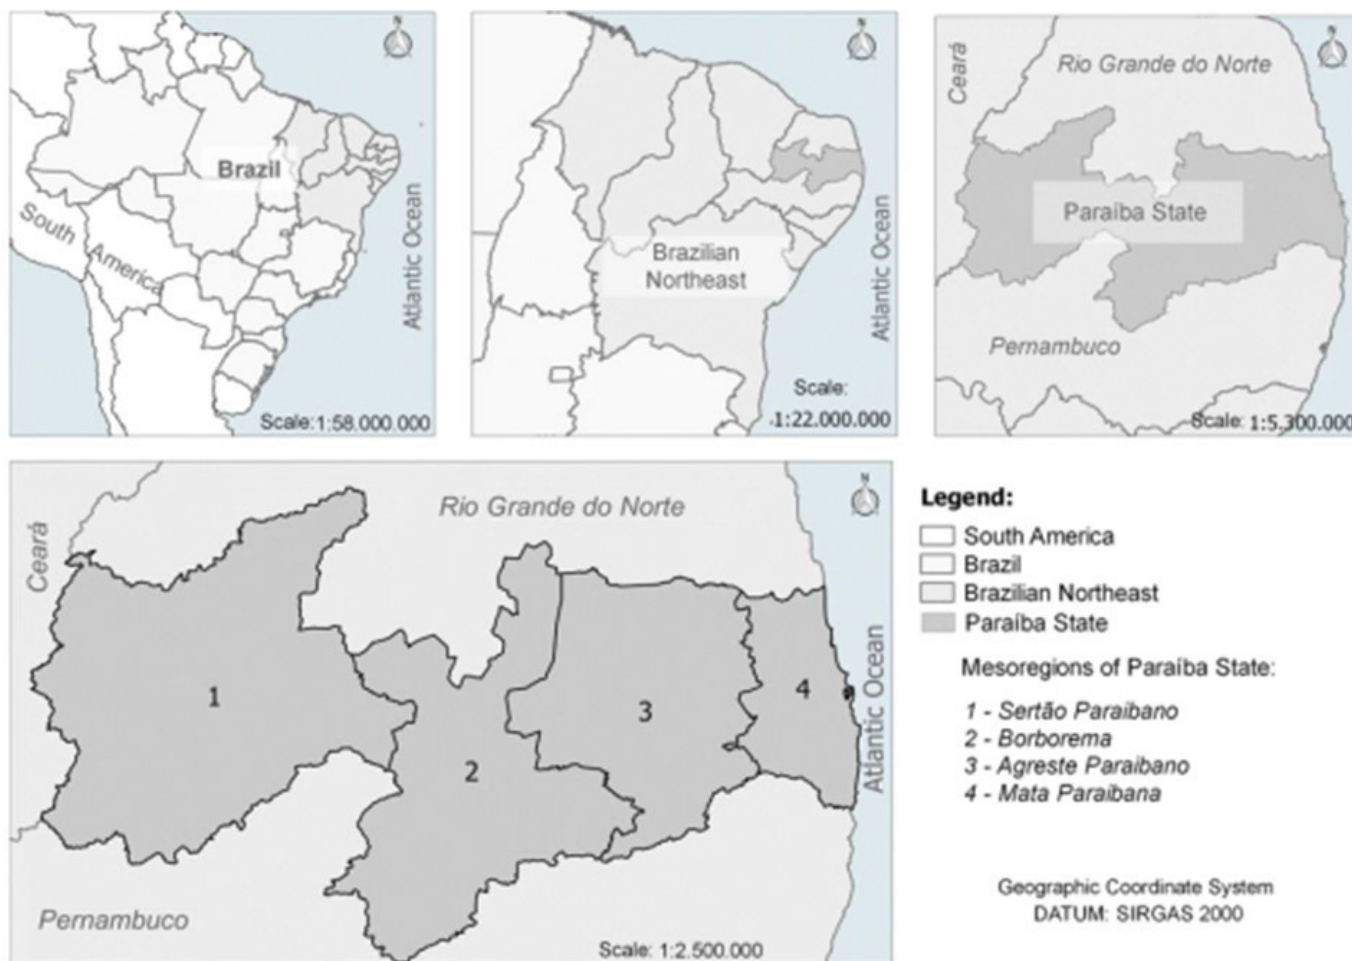 N
Brazil
South America
Atlantic Ocean
Scale: 1:58.000.000
N
Brazilian
Northeast
Atlantic Ocean
Scale:
1:22.000.000
N
Ceará
Rio Grande do Norte
Paraíba State
Pernambuco
Scale: 1:5.300.000
N
Ceará
Rio Grande do Norte
1
2
3
4
Atlantic Ocean
Pernambuco
Scale: 1:2.500.000
Legend:
South America
Brazil
Brazilian Northeast
Paraíba State
Mesoregions of Paraíba State:
1 - Sertão Paraibano
2 - Borborema
3 - Agreste Paraibano
4 - Mata Paraibana
Geographic Coordinate System
DATUM: SIRGAS 2000